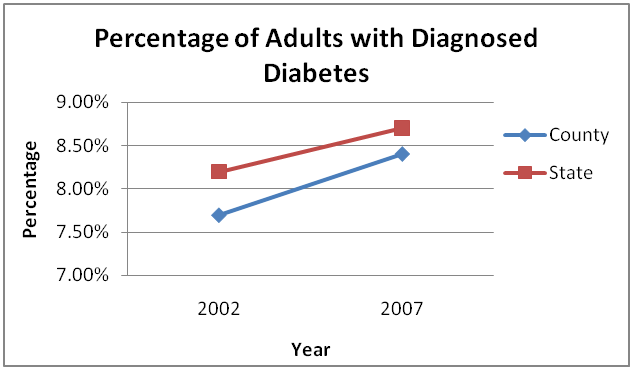 Percentage of Adults with Diagnosed
Diabetes
9.00%
8.50%
8.00%
7.50%
7.00%
Percentage
2002
2007
Year
County
State